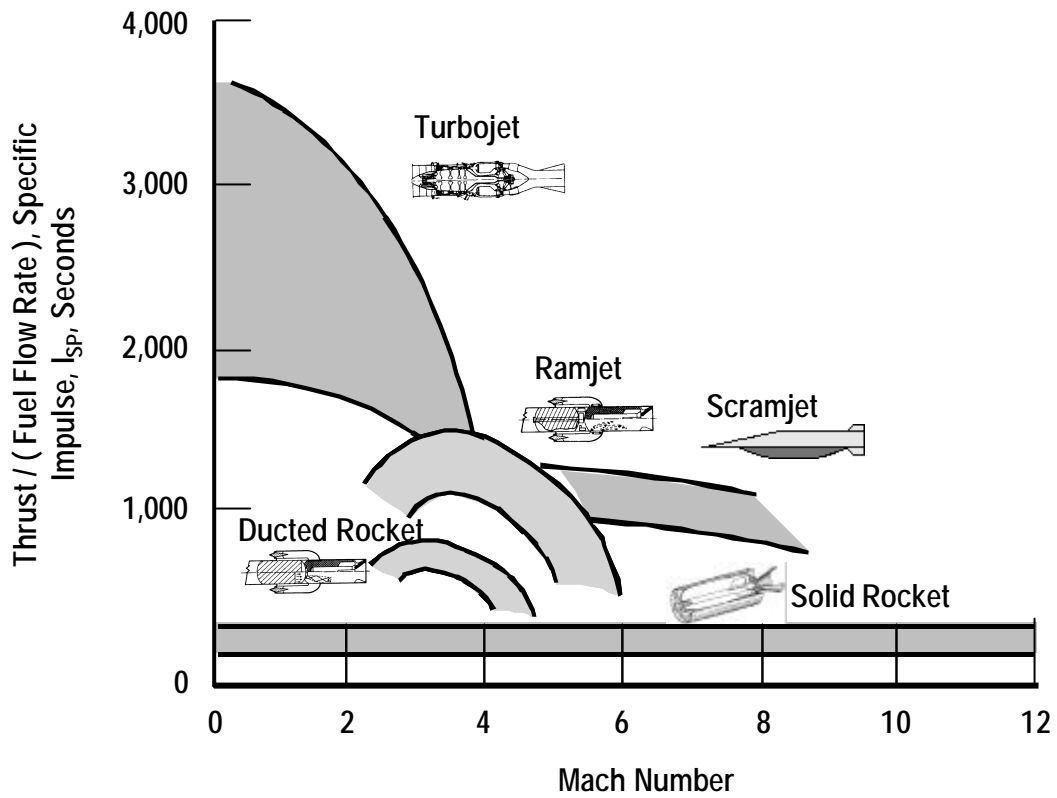 4,000
3,000
2,000
1,000
0
Thrust / ( Fuel Flow Rate ), Specific
Impulse, I_SP, Seconds
Turbojet
Ramjet
Scramjet
Ducted Rocket
Solid Rocket
0 2 4 6 8 10 12
Mach Number